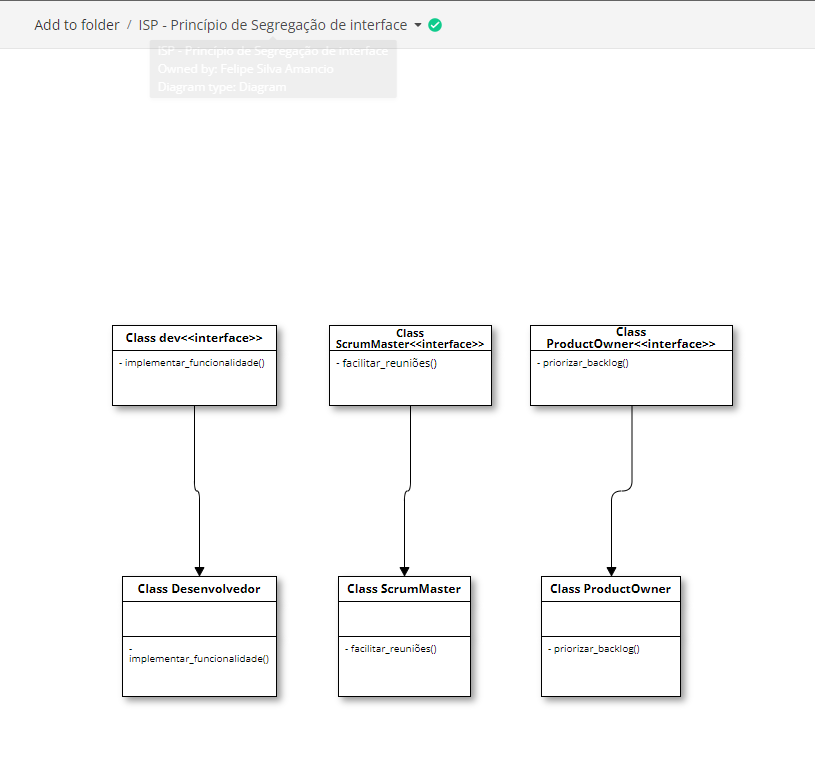 Add to folder / ISP - Princípio de Segregação de interface
ISP - Princípio de Segregação de interface
Owned by: Felipe Silva Amancio
Diagram type: Diagram
Class dev<<interface>>
- implementar_funcionalidade()
Class
ScrumMaster<<interface>>
- facilitar_reuniões()
Class
ProductOwner<<interface>>
- priorizar_backlog()
Class Desenvolvedor
-
implementar_funcionalidade()
Class ScrumMaster
- facilitar_reuniões()
Class ProductOwner
- priorizar_backlog()